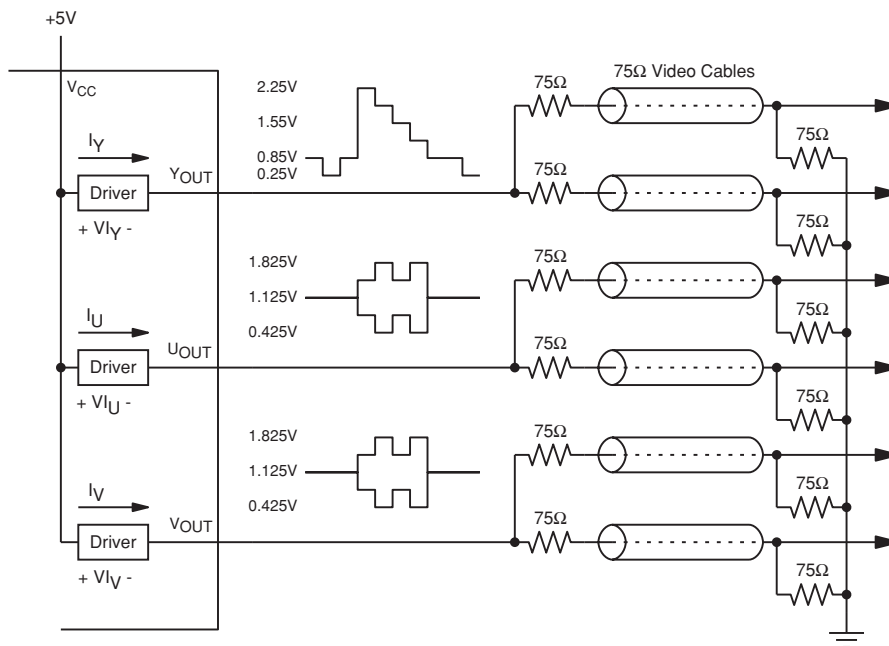 +5V
VCC
IY
Driver
+ VIY -
YOUT
2.25V
1.55V
0.85V
0.25V
75Ω
75Ω Video Cables
75Ω
75Ω
75Ω
IU
Driver
+ VIU -
UOUT
1.825V
1.125V
0.425V
75Ω
75Ω
75Ω
75Ω
IV
Driver
+ VIV -
VOUT
1.825V
1.125V
0.425V
75Ω
75Ω
75Ω
75Ω